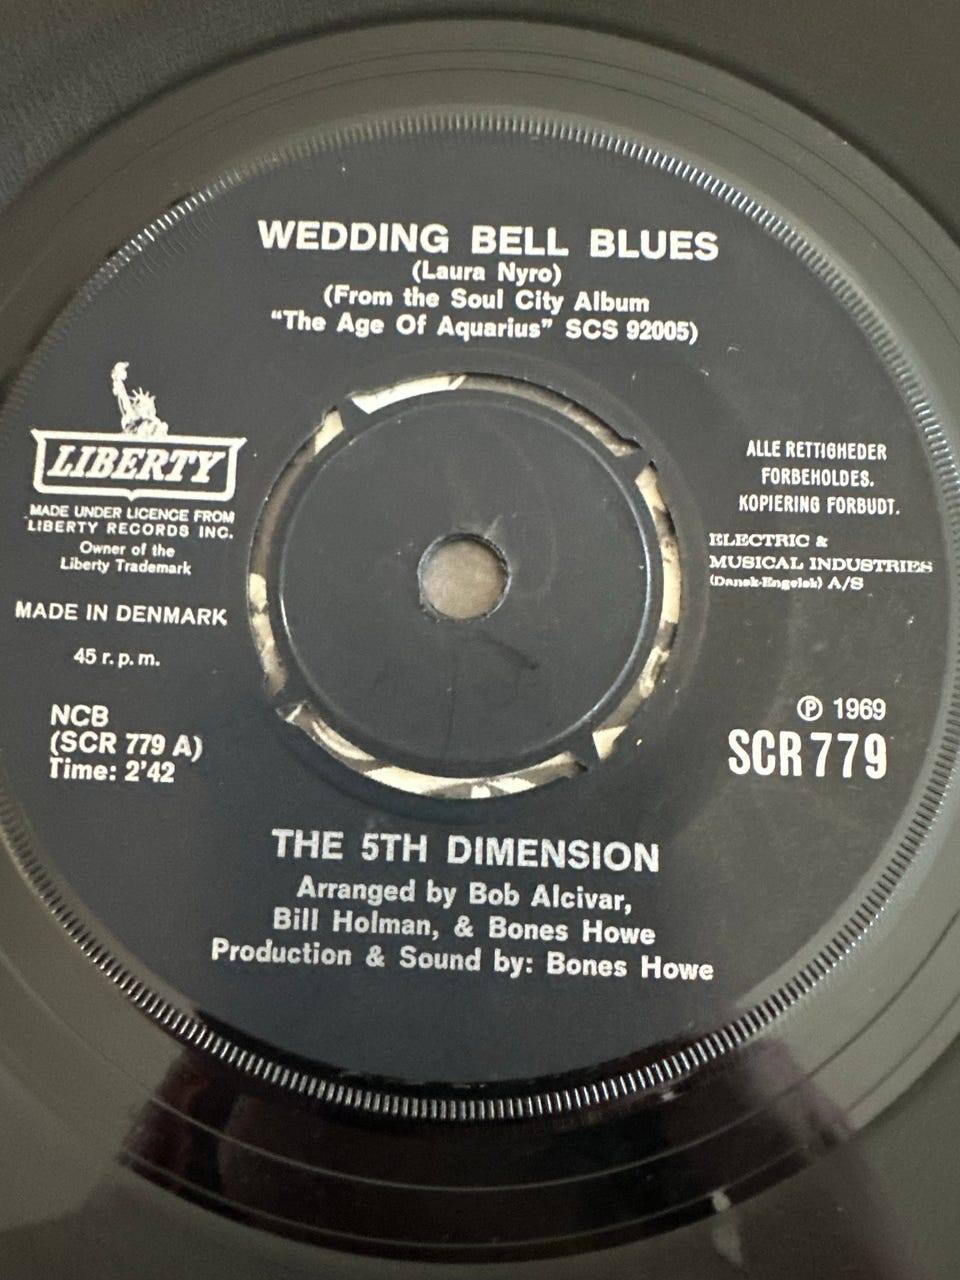 WEDDING BELL BLUES
(Laura Nyro)
(From the Soul City Album
"The Age Of Aquarius" SCS 92005)
LIBERTY
MADE UNDER LICENCE FROM
LIBERTY RECORDS INC.
Owner of the
Liberty Trademark
MADE IN DENMARK
45 r.p.m.
NCB
(SCR 779 A)
Time: 2'42
ALLE RETTIGHEDER
FORBEHOLDES.
KOPIERING FORBUDT.
ELECTRIC &
MUSICAL INDUSTRIES
(Dansk-Engelsk) A/S
℗ 1969
SCR 779
THE 5TH DIMENSION
Arranged by Bob Alcivar,
Bill Holman, & Bones Howe
Production & Sound by: Bones Howe